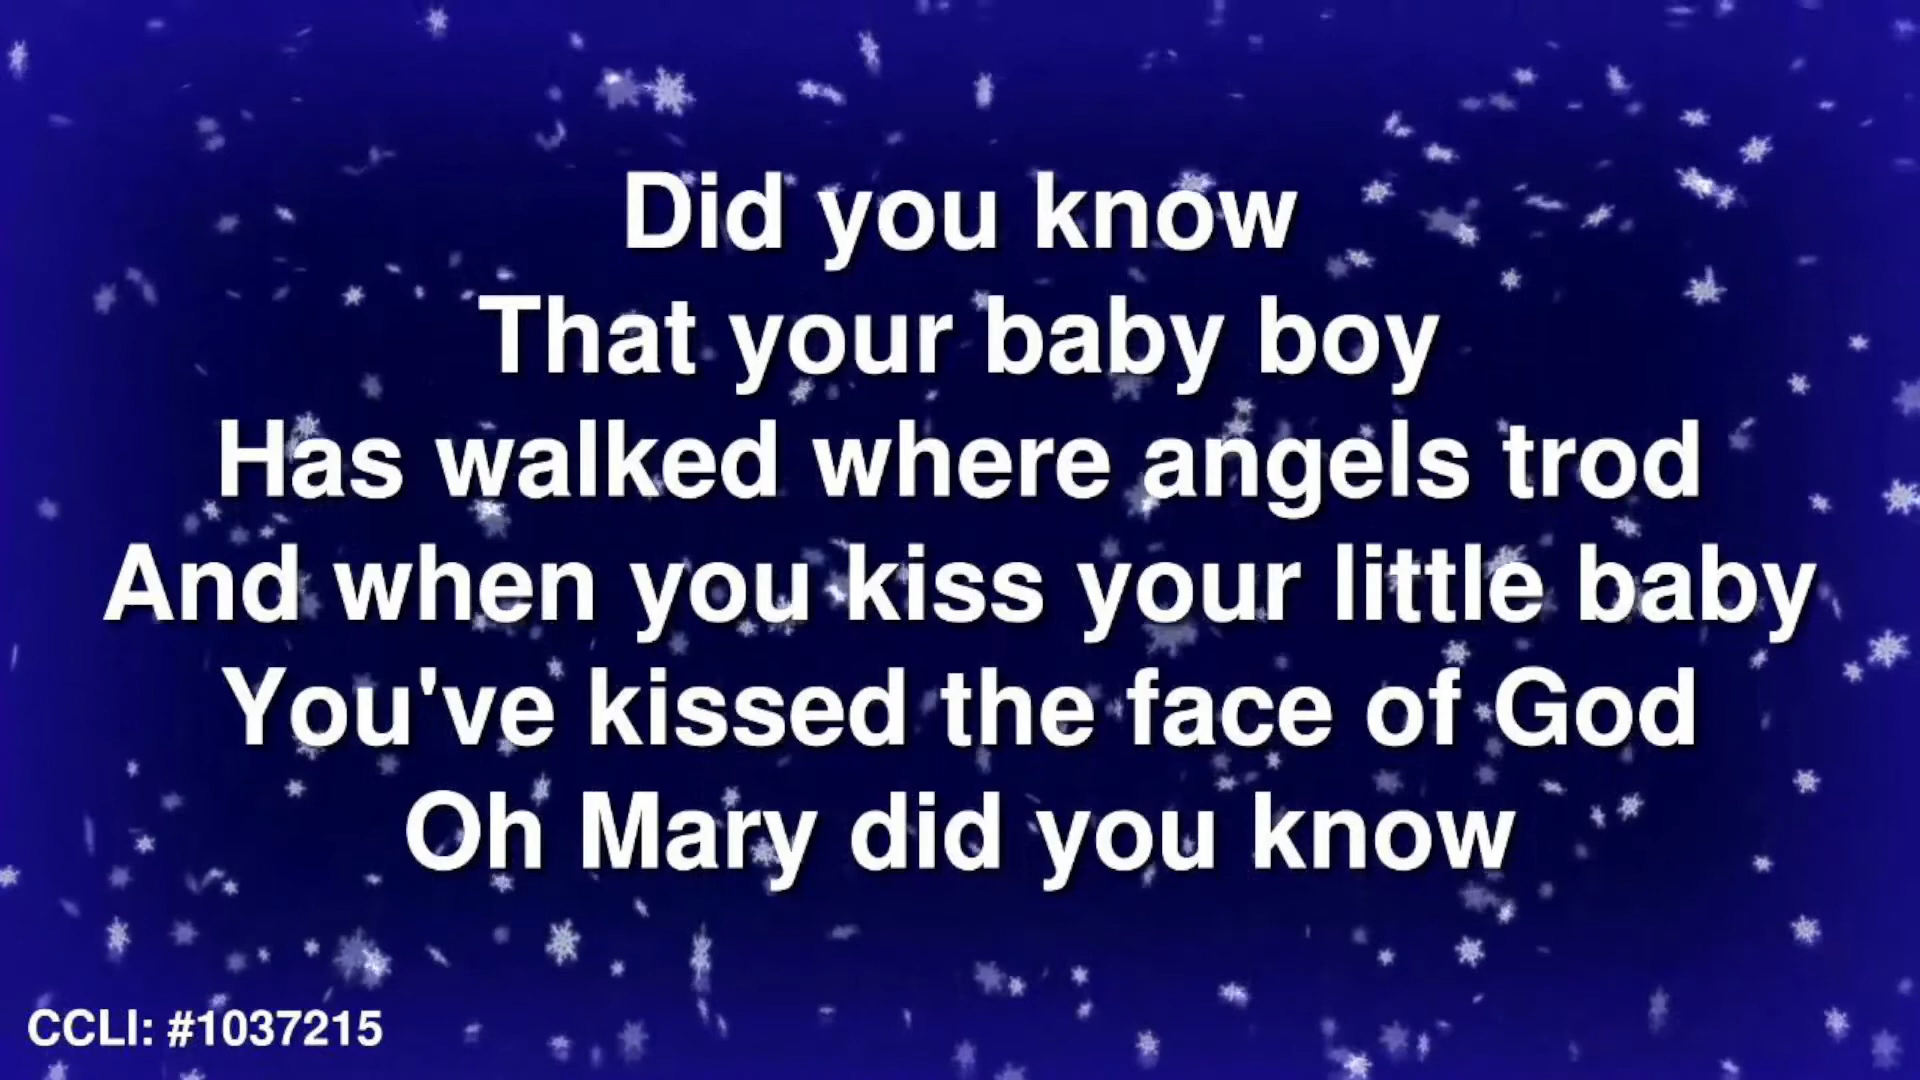 Did you know
That your baby boy
Has walked where angels trod
And when you kiss your little baby
You've kissed the face of God
Oh Mary did you know
CCLI: #1037215